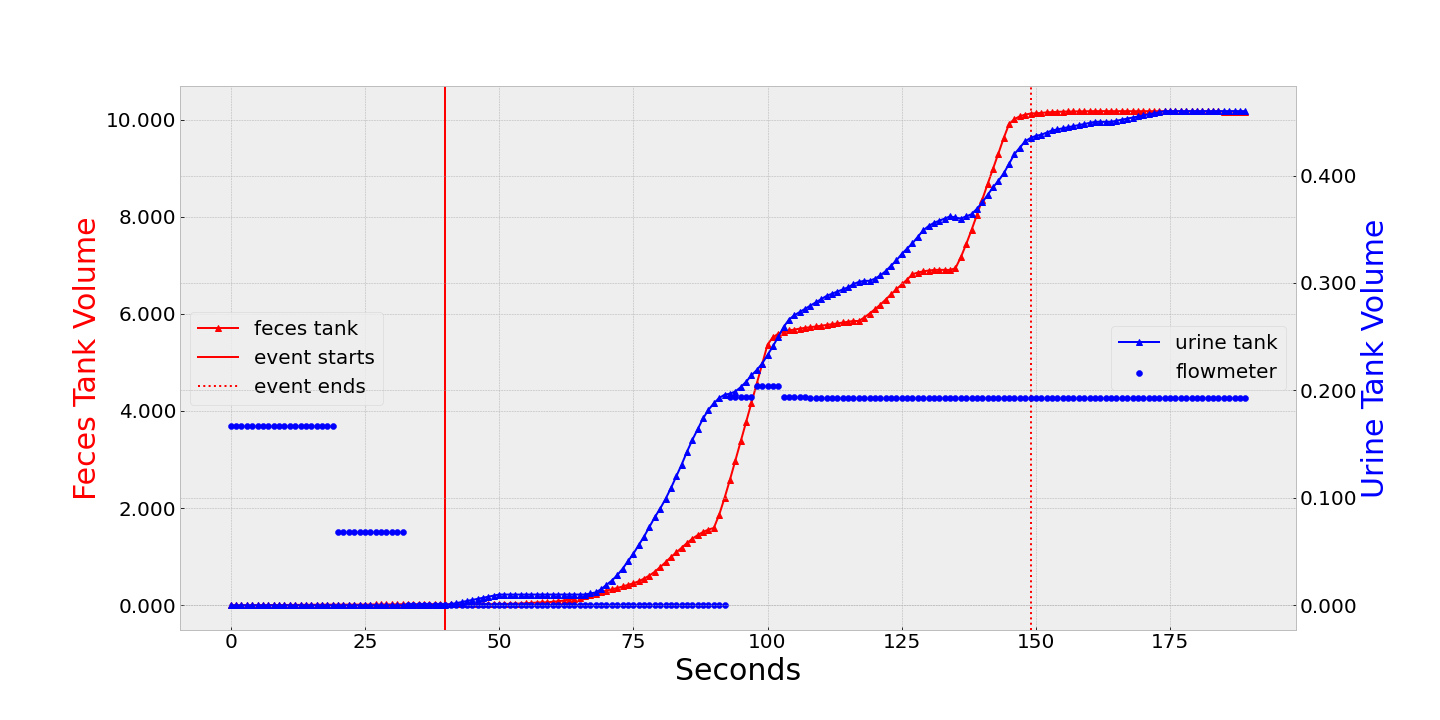 Feces Tank Volume
10.000
8.000
6.000
4.000
2.000
0.000
feces tank
event starts
event ends
urine tank
flowmeter
0.400
0.300
0.200
0.100
0.000
Urine Tank Volume
0 25 50 75 100 125 150 175
Seconds